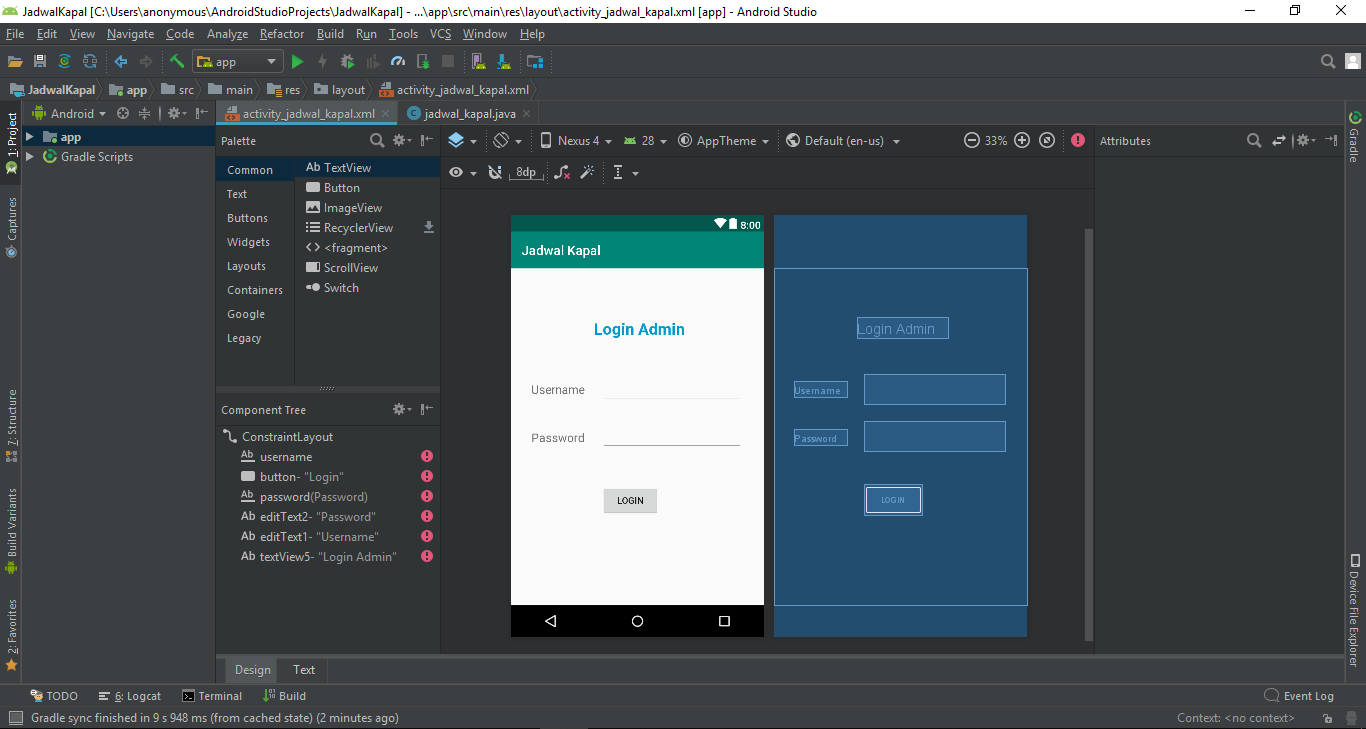 JadwalKapal [C:\Users\anonymous\AndroidStudioProjects\JadwalKapal] - ...\app\src\main\res\layout\activity_jadwal_kapal.xml [app] - Android Studio
File Edit View Navigate Code Analyze Refactor Build Run Tools VCS Window Help
app
JadwalKapal app src main res layout activity_jadwal_kapal.xml
1: Project
Captures
7: Structure
Build Variants
2: Favorites
Android
app
Gradle Scripts
activity_jadwal_kapal.xml jadwal_kapal.java
Palette
Common
Text
Buttons
Widgets
Layouts
Containers
Google
Legacy
Ab TextView
Button
ImageView
RecyclerView
<fragment>
ScrollView
Switch
Component Tree
ConstraintLayout
Ab username
button- "Login"
Ab password(Password)
Ab editText2- "Password"
Ab editText1- "Username"
Ab textView5- "Login Admin"
Nexus 4 28 AppTheme Default (en-us) 33%
8dp
8:00
Jadwal Kapal
Login Admin
Username
Password
LOGIN
Login Admin
Username
Password
LOGIN
Attributes
Gradle
Device File Explorer
Design Text
TODO 6: Logcat Terminal Build Event Log
Gradle sync finished in 9 s 948 ms (from cached state) (2 minutes ago) Context: <no context>